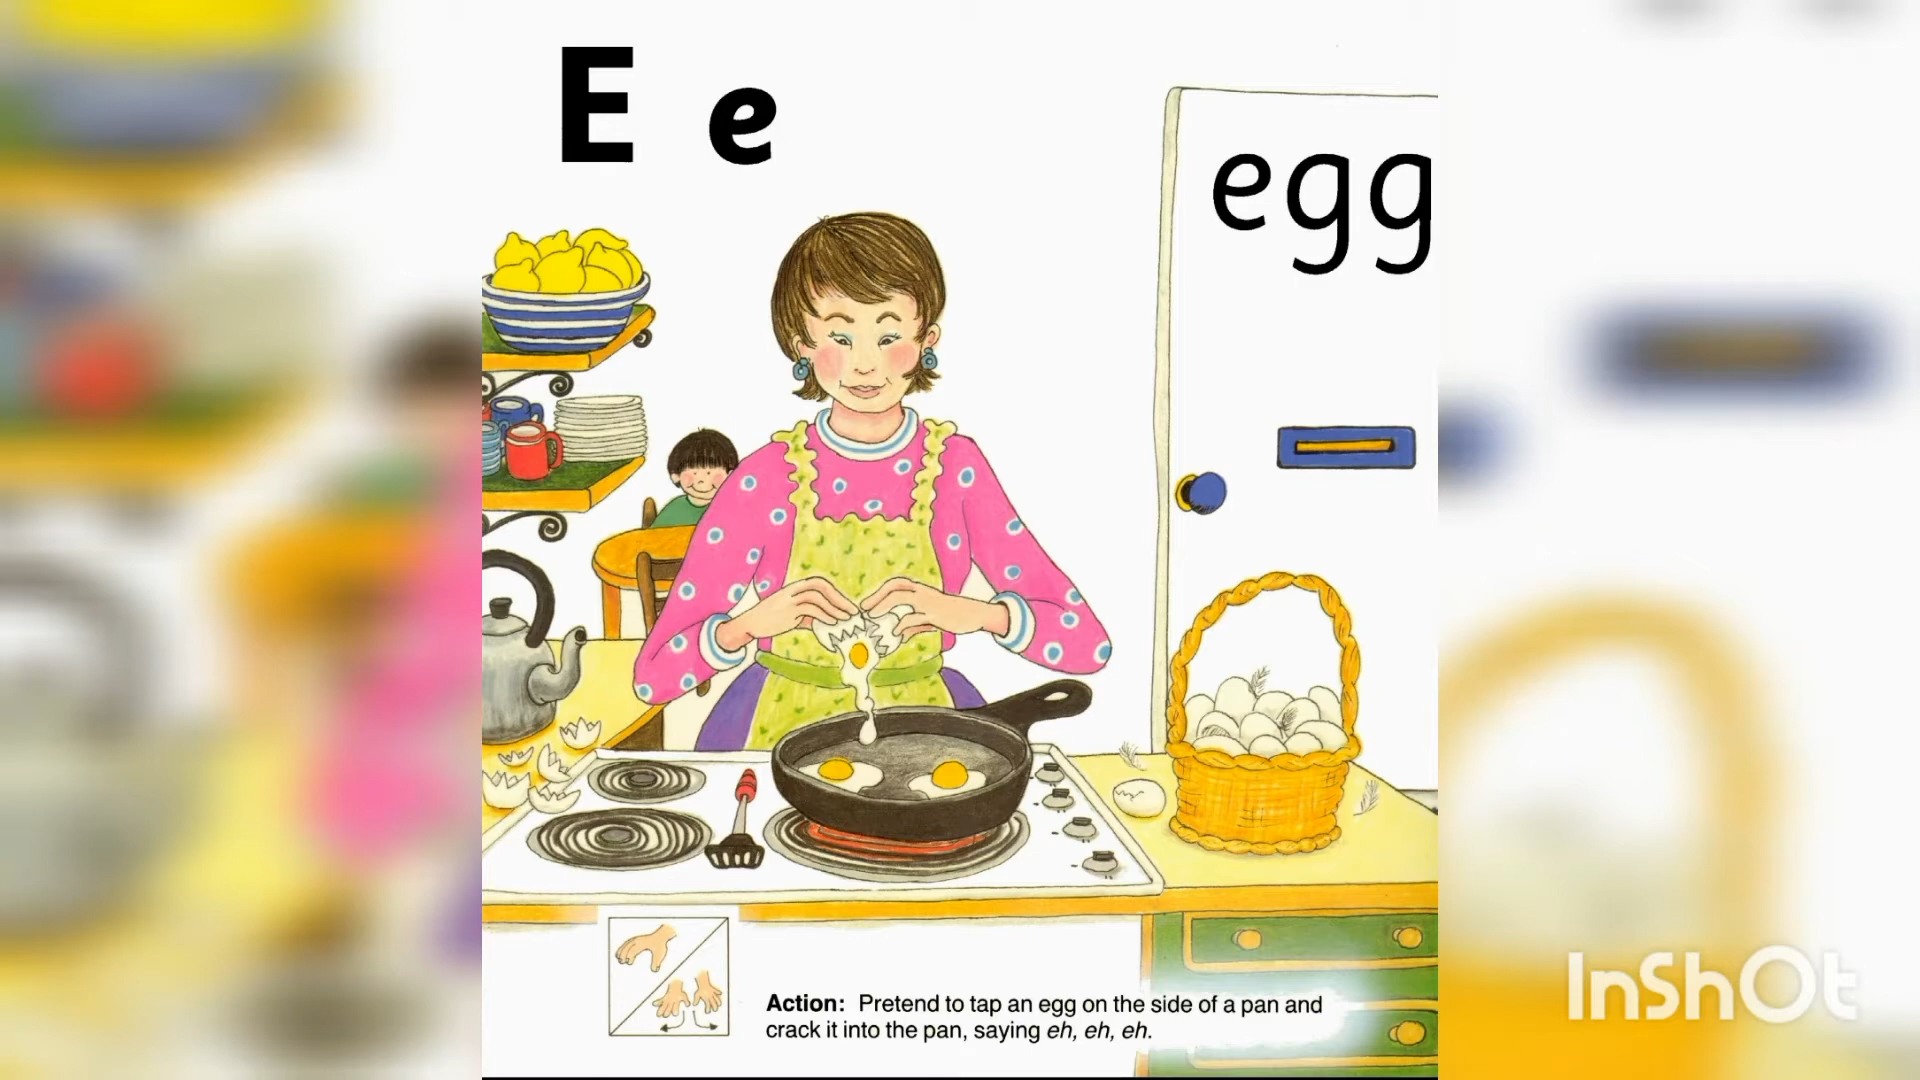 E e
egg
Action: Pretend to tap an egg on the side of a pan and
crack it into the pan, saying eh, eh, eh.
InShOt